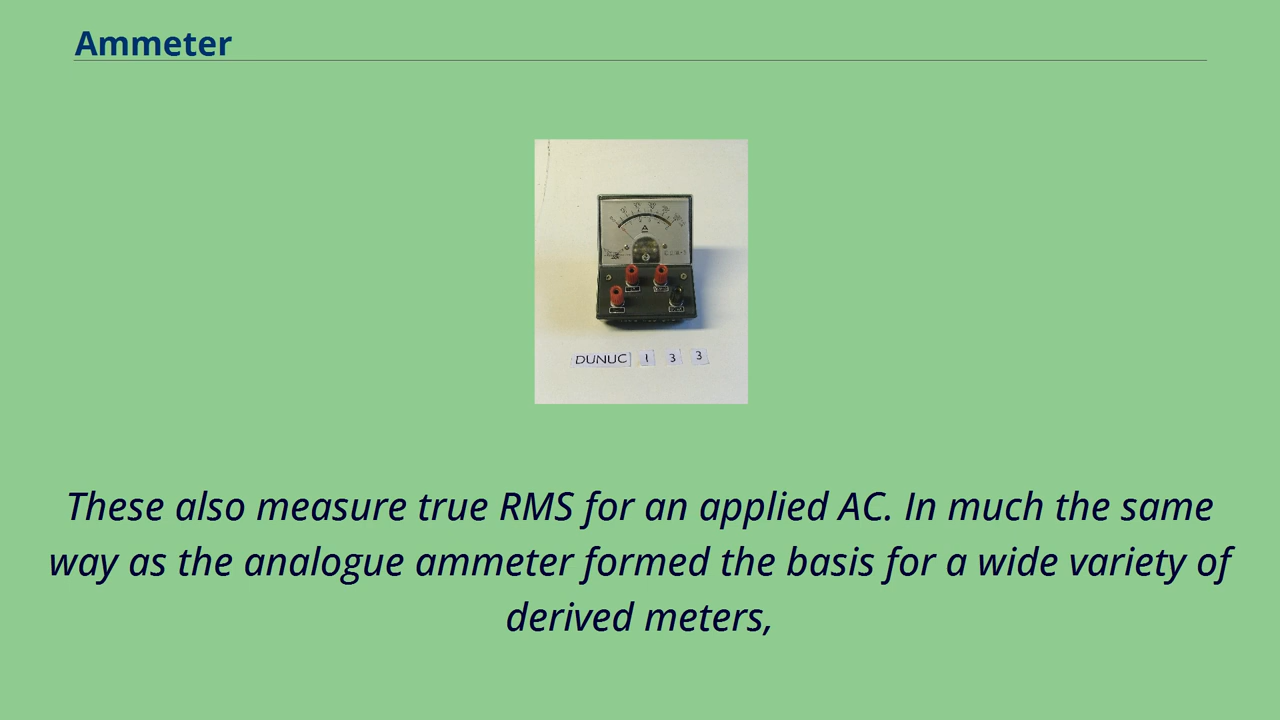 Ammeter
DUNUC 1 3 3
These also measure true RMS for an applied AC. In much the same
way as the analogue ammeter formed the basis for a wide variety of
derived meters,